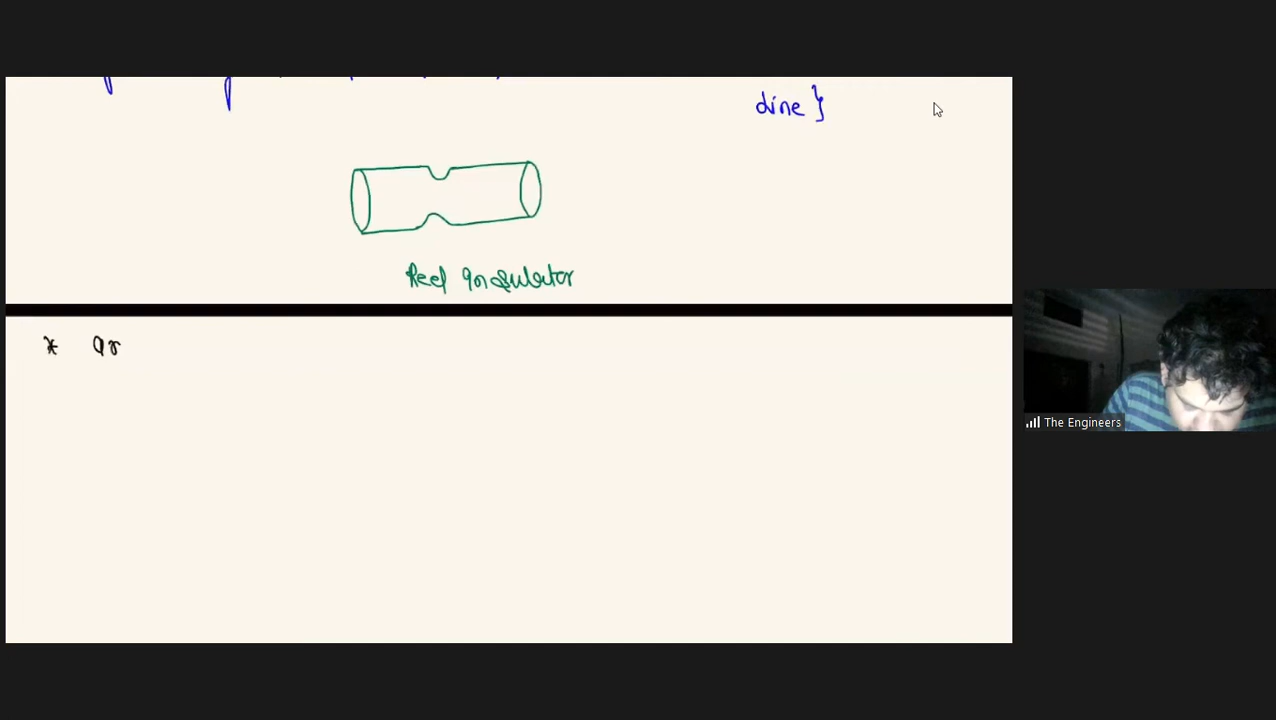 dine }
Reel Insulator
* In
The Engineers